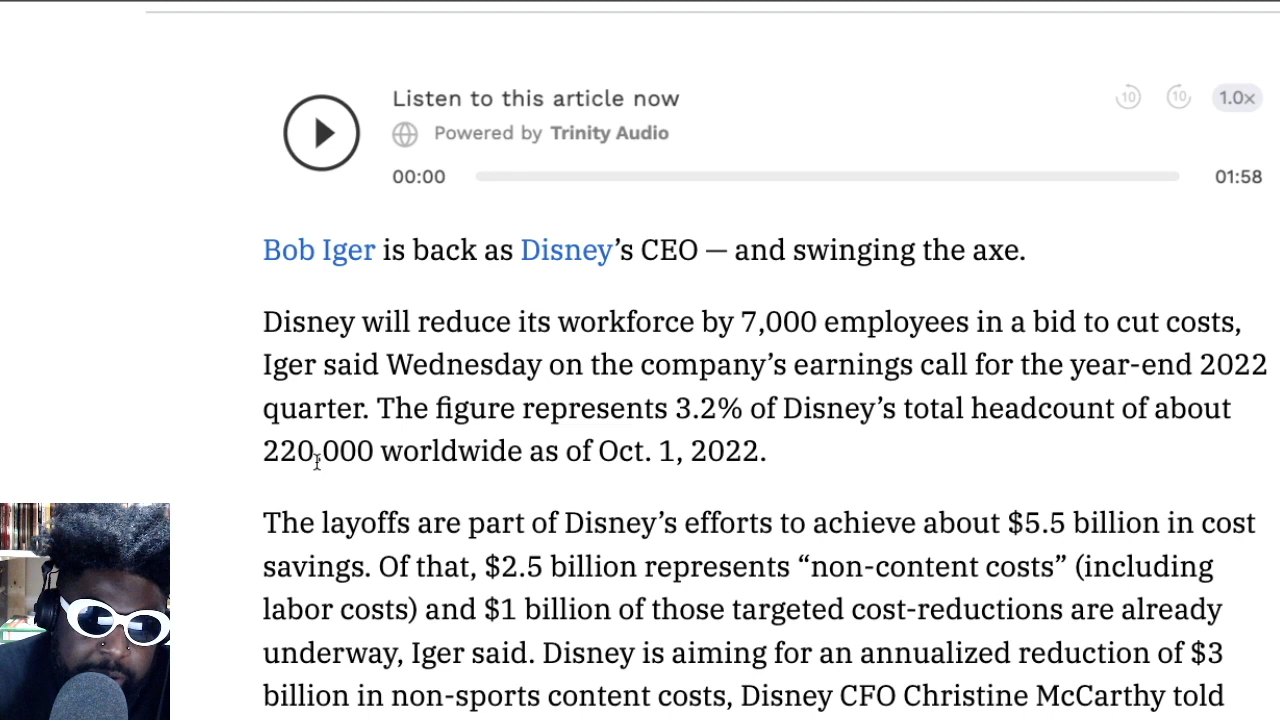 Listen to this article now
10
10
1.0×
Powered by Trinity Audio
00:00
01:58
Bob Iger is back as Disney’s CEO — and swinging the axe.
Disney will reduce its workforce by 7,000 employees in a bid to cut costs,
Iger said Wednesday on the company’s earnings call for the year-end 2022
quarter. The figure represents 3.2% of Disney’s total headcount of about
220,000 worldwide as of Oct. 1, 2022.
The layoffs are part of Disney’s efforts to achieve about $5.5 billion in cost
savings. Of that, $2.5 billion represents “non-content costs” (including
labor costs) and $1 billion of those targeted cost-reductions are already
underway, Iger said. Disney is aiming for an annualized reduction of $3
billion in non-sports content costs, Disney CFO Christine McCarthy told